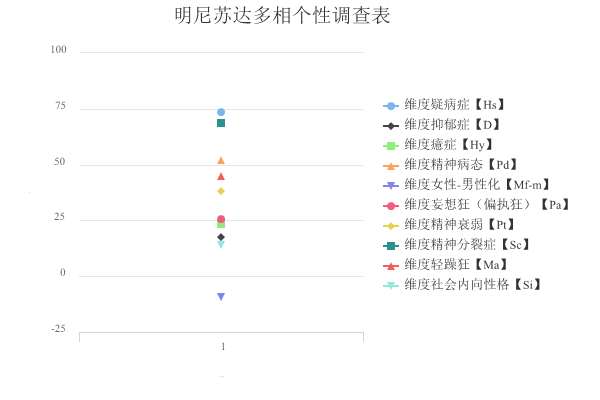 明尼苏达多相个性调查表
100
75
50
25
0
-25
1
维度疑病症【Hs】
维度抑郁症【D】
维度癔症【Hy】
维度精神病态【Pd】
维度女性-男性化【Mf-m】
维度妄想狂（偏执狂）【Pa】
维度精神衰弱【Pt】
维度精神分裂症【Sc】
维度轻躁狂【Ma】
维度社会内向性格【Si】